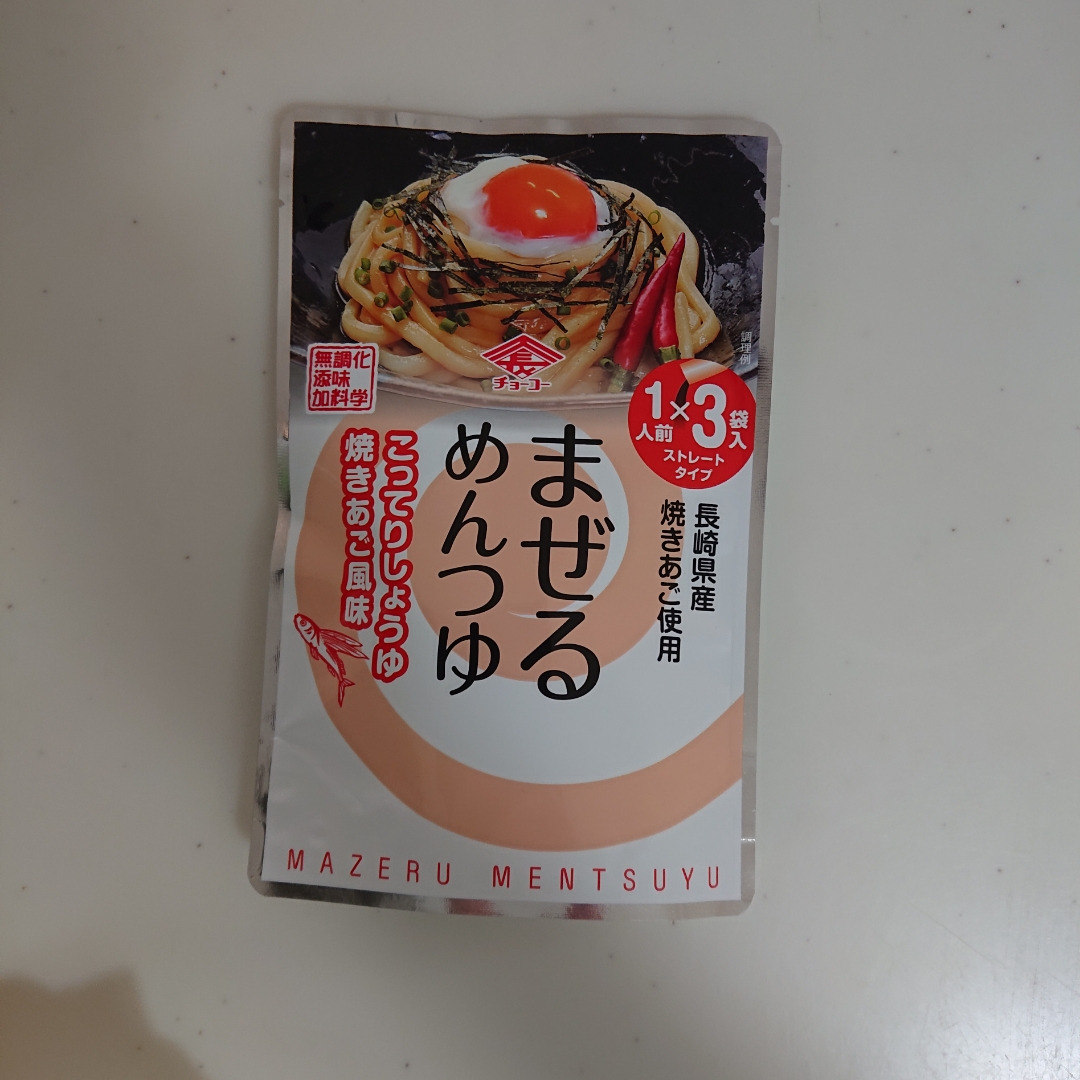 調理例
長
チョーコー
化学
調味料
無添加
1人前×3袋入
ストレート
タイプ
長崎県産
焼きあご使用
まぜる
めんつゆ
こってりしょうゆ
焼きあご風味
MAZERU MENTSUYU